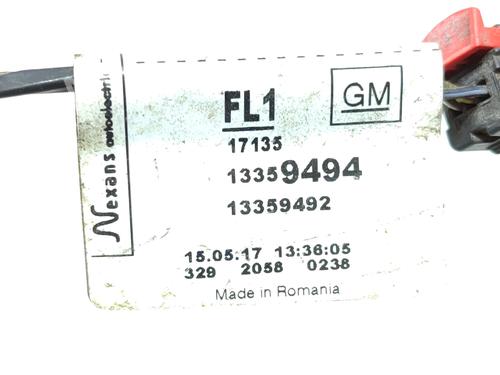 Nexans autoelectric
FL1
GM
17135
13359494
13359492
15.05.17 13:36:05
329 2058 0238
Made in Romania